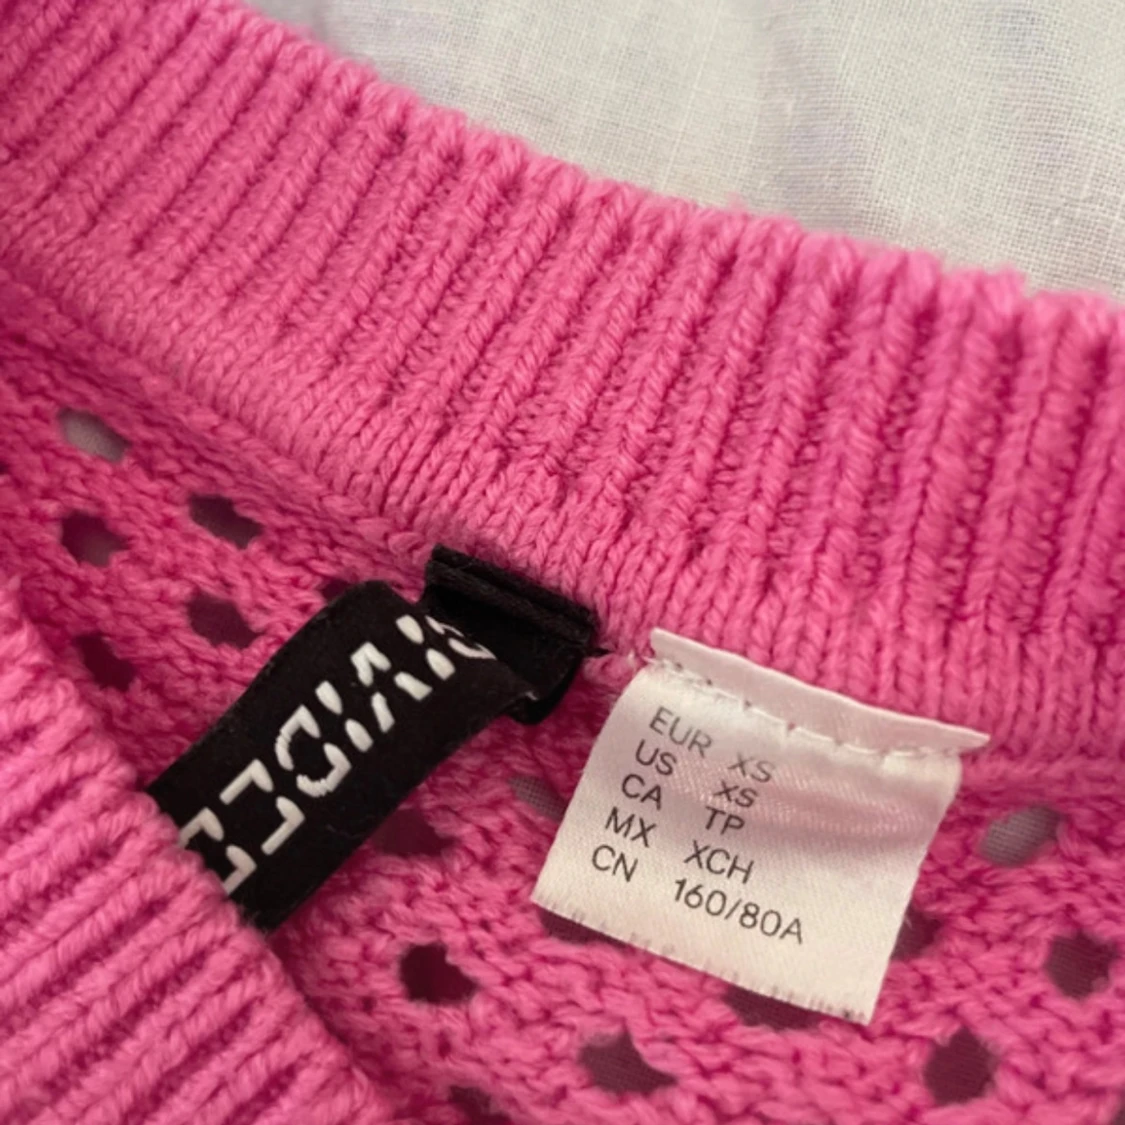 EUR XS
US XS
CA TP
MX XCH
CN 160/80A